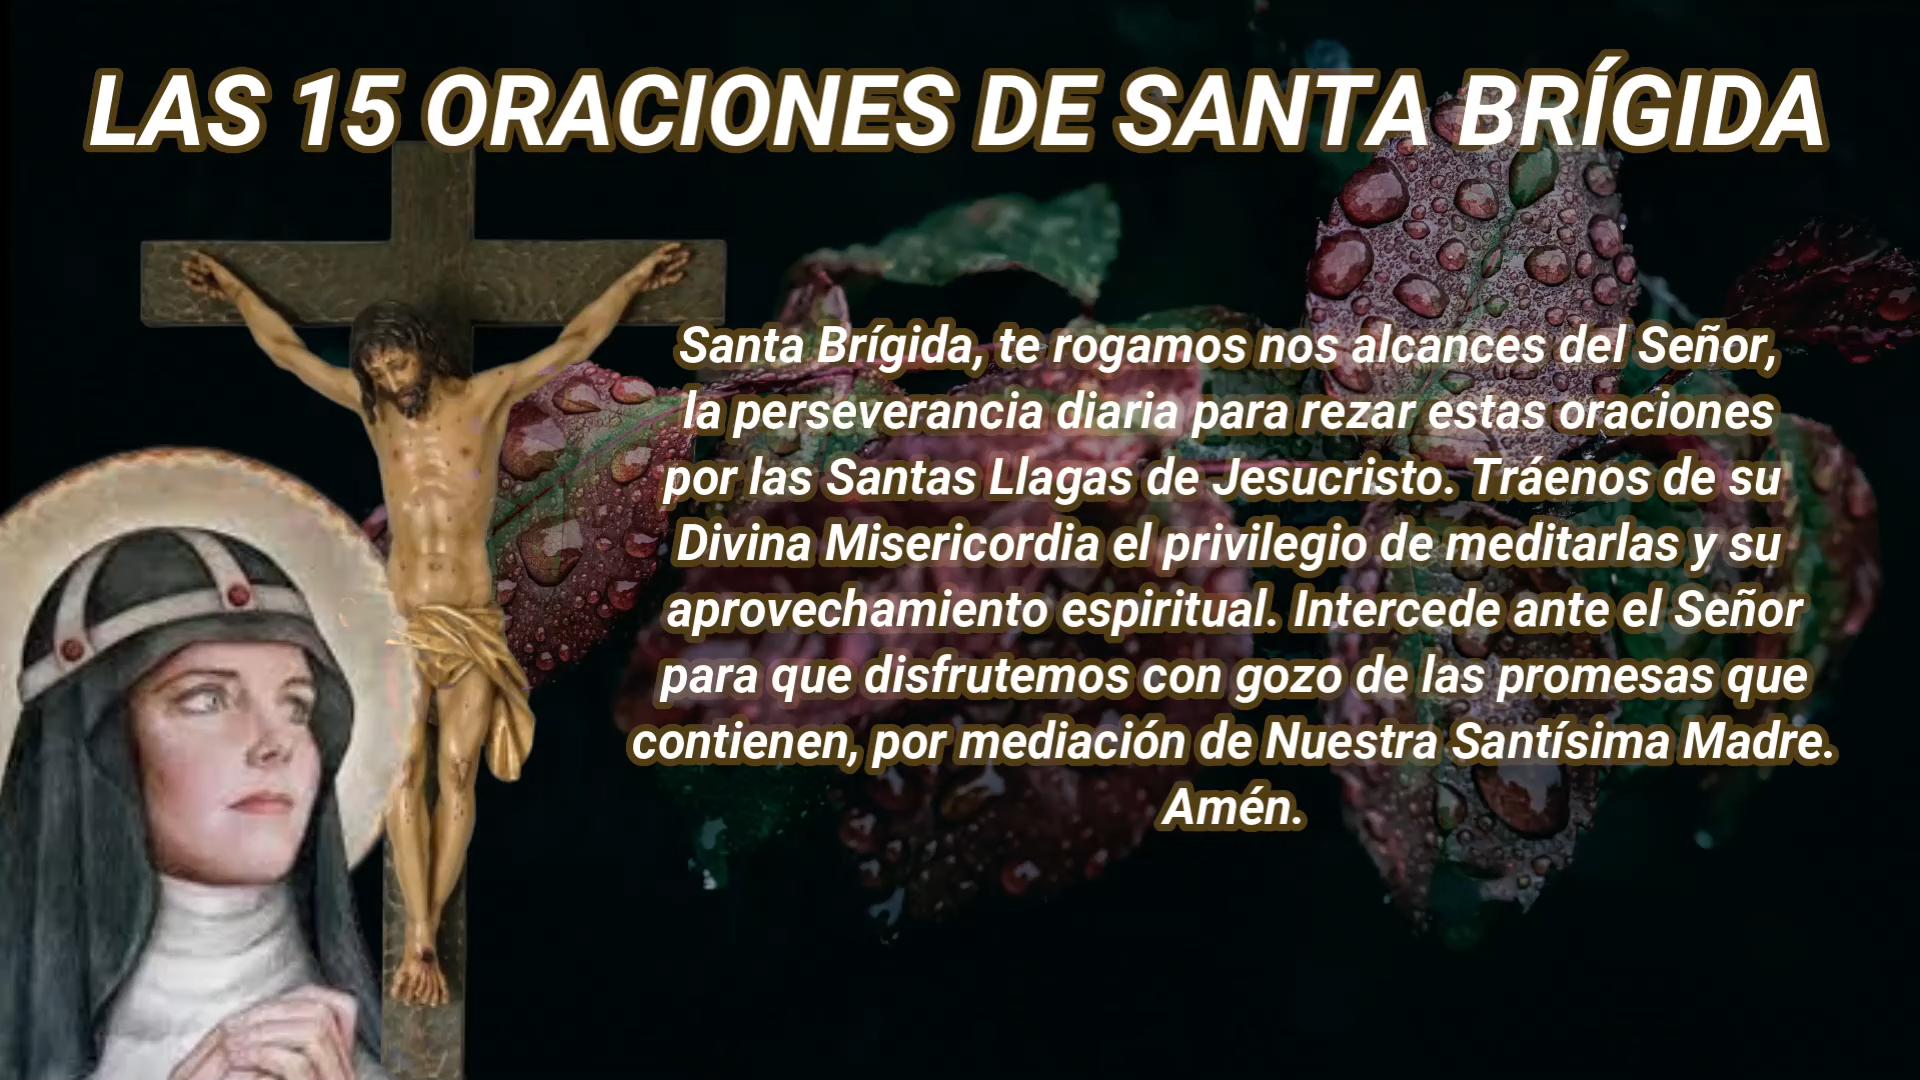 LAS 15 ORACIONES DE SANTA BRÍGIDA
Santa Brígida, te rogamos nos alcances del Señor,
la perseverancia diaria para rezar estas oraciones
por las Santas Llagas de Jesucristo. Tráenos de su
Divina Misericordia el privilegio de meditarlas y su
aprovechamiento espiritual. Intercede ante el Señor
para que disfrutemos con gozo de las promesas que
contienen, por mediación de Nuestra Santísima Madre.
Amén.